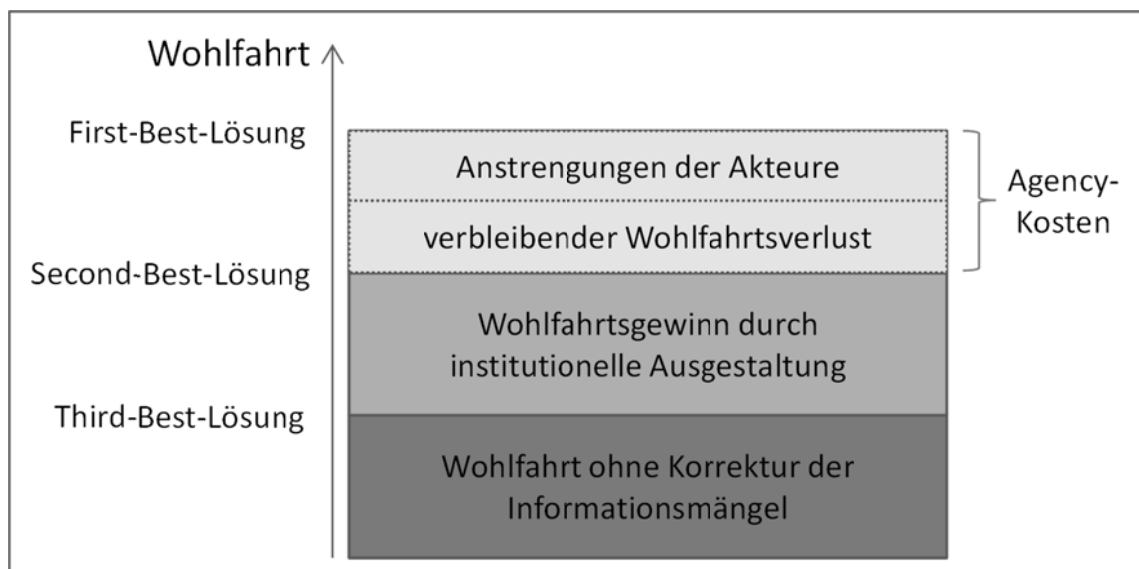 Wohlfahrt
First-Best-Lösung
Anstrengungen der Akteure
Agency-
Kosten
verbleibender Wohlfahrtsverlust
Second-Best-Lösung
Wohlfahrtsgewinn durch
institutionelle Ausgestaltung
Third-Best-Lösung
Wohlfahrt ohne Korrektur der
Informationsmängel